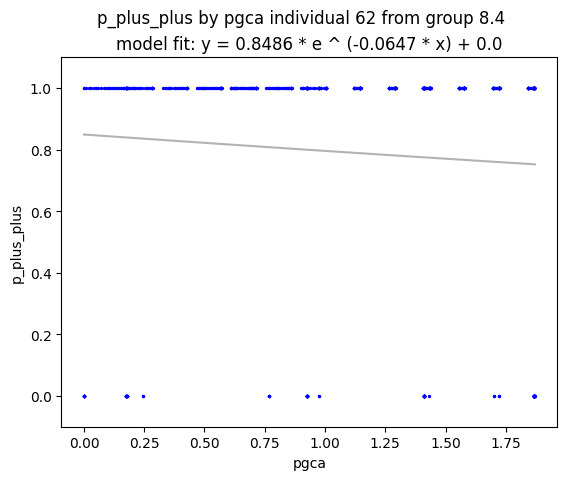 p_plus_plus by pgca individual 62 from group 8.4
model fit: y = 0.8486 * e ^ (-0.0647 * x) + 0.0
1.0
0.8
0.6
0.4
0.2
0.0
p_plus_plus
0.00 0.25 0.50 0.75 1.00 1.25 1.50 1.75
pgca